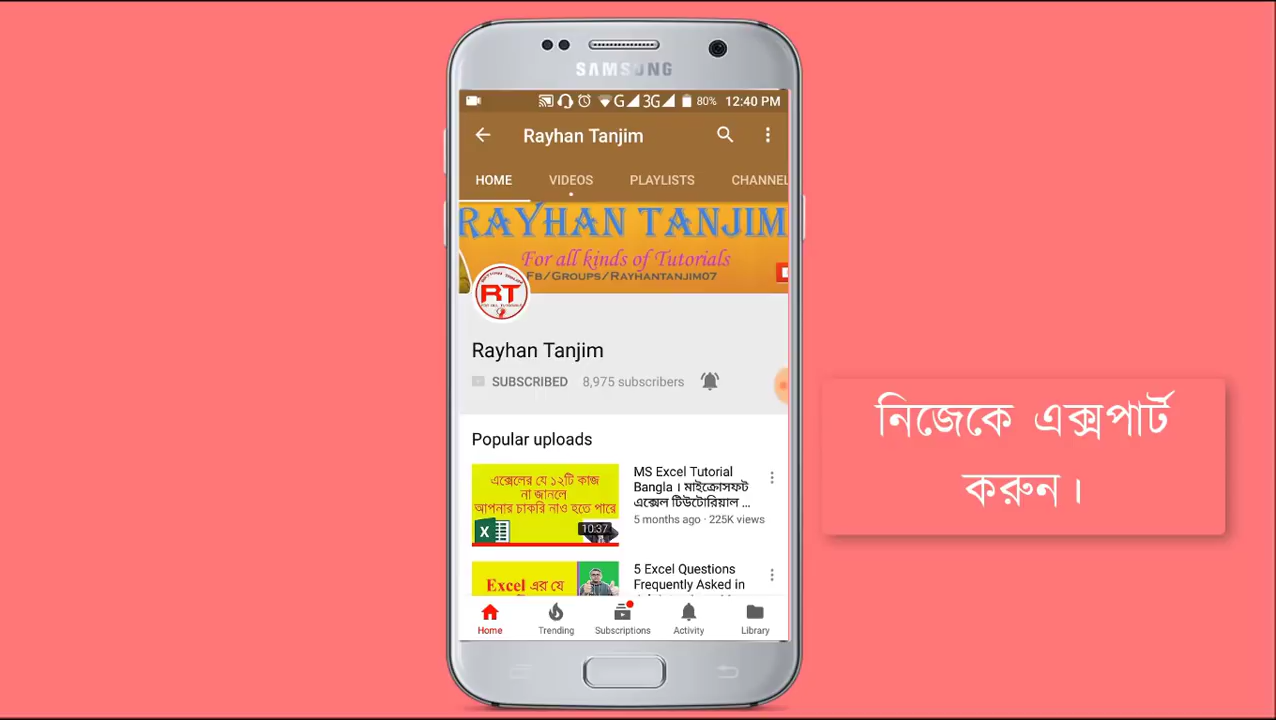 SAMSUNG
G 3G 80% 12:40 PM
Rayhan Tanjim
HOME VIDEOS PLAYLISTS CHANNEL
RAYHAN TANJIM
For all kinds of Tutorials
FB/GROUPS/RAYHANTANJIM07
RT
Rayhan Tanjim
SUBSCRIBED 8,975 subscribers
Popular uploads
এক্সেলের যে ১২টি কাজ
না জানলে
আপনার চাকরি নাও হতে পারে
10:37
MS Excel Tutorial
Bangla । মাইক্রোসফট
এক্সেল টিউটোরিয়াল ...
5 months ago · 225K views
Excel এর যে
5 Excel Questions
Frequently Asked in
Home Trending Subscriptions Activity Library
নিজেকে এক্সপার্ট
করুন।